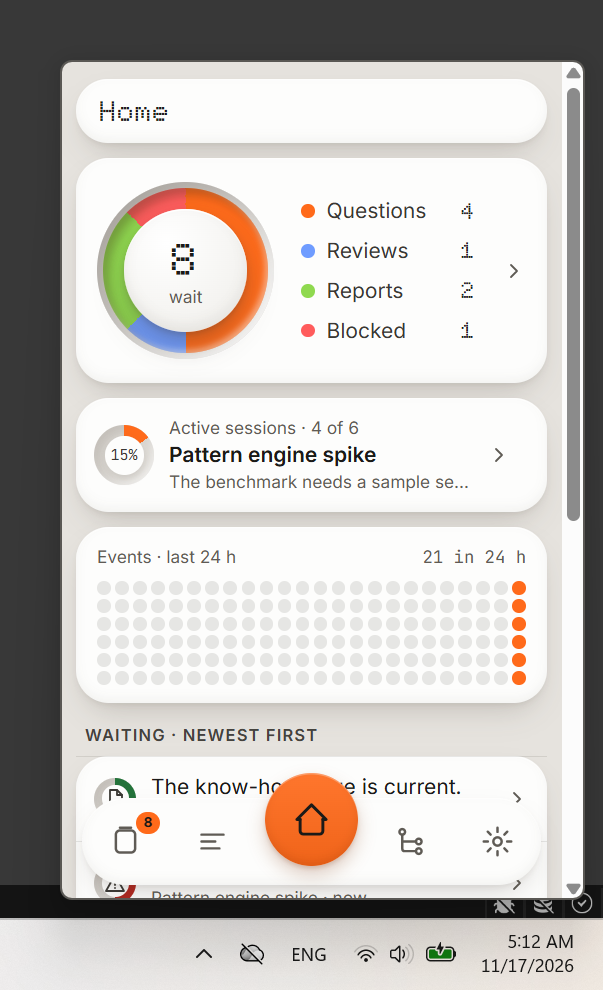 Home
8
wait
Questions 4
Reviews 1
Reports 2
Blocked 1
15%
Active sessions · 4 of 6
Pattern engine spike
The benchmark needs a sample se...
Events · last 24 h
21 in 24 h
WAITING · NEWEST FIRST
The is current.
8
Pattern engine spike · now
ENG
5:12 AM
11/17/2026